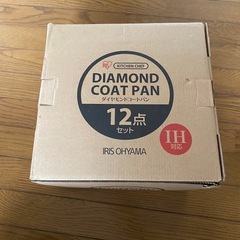 KITCHEN CHEF
DIAMOND
COAT PAN
ダイヤモンドコートパン
12点
セット
IH
対応
IRIS OHYAMA